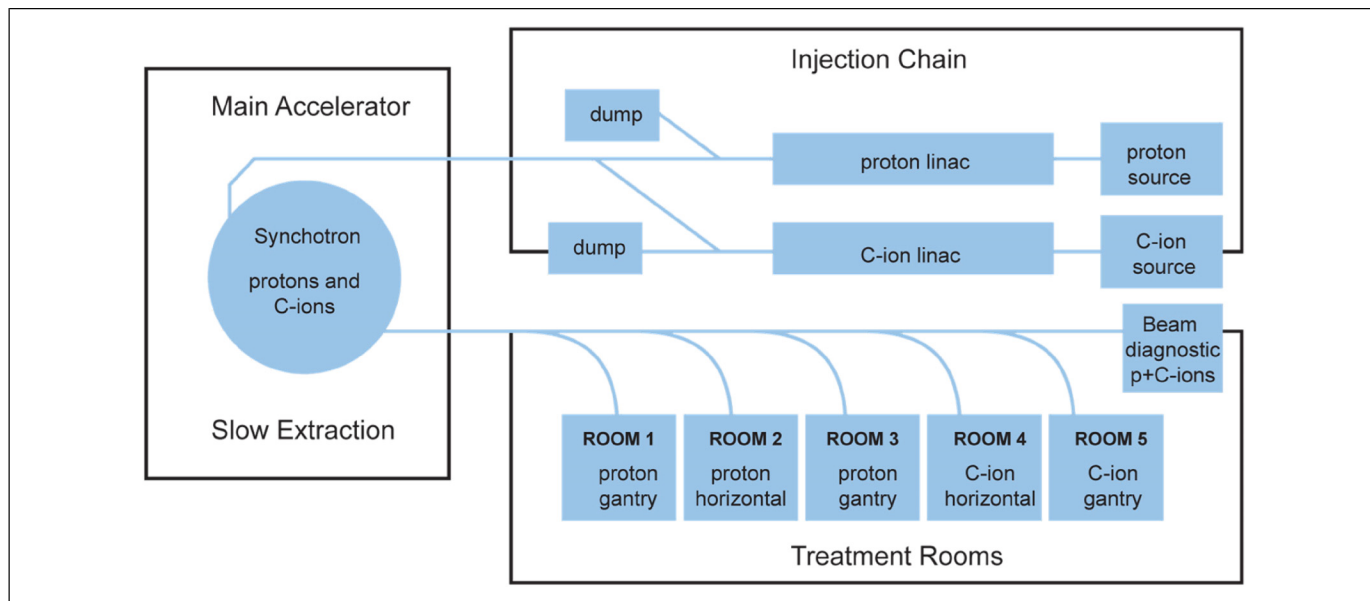 Main Accelerator
Synchotron
protons and
C-ions
Slow Extraction
Injection Chain
dump
proton linac
proton
source
dump
C-ion linac
C-ion
source
Beam
diagnostic
p+C-ions
ROOM 1
proton
gantry
ROOM 2
proton
horizontal
ROOM 3
proton
gantry
ROOM 4
C-ion
horizontal
ROOM 5
C-ion
gantry
Treatment Rooms